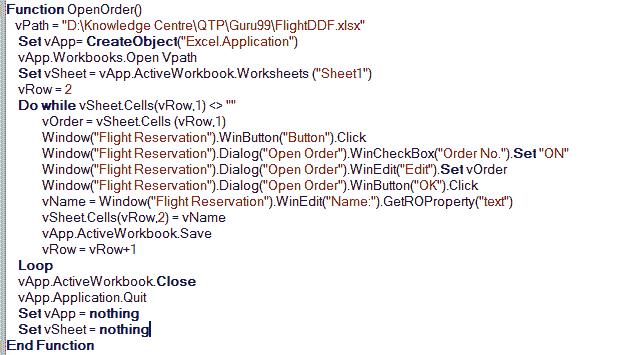 Function OpenOrder()
vPath = "D:\Knowledge Centre\QTP\Guru99\FlightDDF.xlsx"
Set vApp= CreateObject("Excel.Application")
vApp.Workbooks.Open Vpath
Set vSheet = vApp.ActiveWorkbook.Worksheets ("Sheet1")
vRow = 2
Do while vSheet.Cells(vRow,1) <> ""
vOrder = vSheet.Cells (vRow,1)
Window("Flight Reservation").WinButton("Button").Click
Window("Flight Reservation").Dialog("Open Order").WinCheckBox("Order No.").Set "ON"
Window("Flight Reservation").Dialog("Open Order").WinEdit("Edit").Set vOrder
Window("Flight Reservation").Dialog("Open Order").WinButton("OK").Click
vName = Window("Flight Reservation").WinEdit("Name:").GetROProperty("text")
vSheet.Cells(vRow,2) = vName
vApp.ActiveWorkbook.Save
vRow = vRow+1
Loop
vApp.ActiveWorkbook.Close
vApp.Application.Quit
Set vApp = nothing
Set vSheet = nothing
End Function